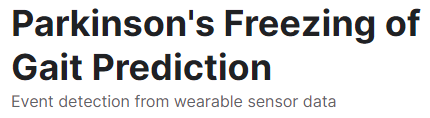 Parkinson's Freezing of
Gait Prediction
Event detection from wearable sensor data